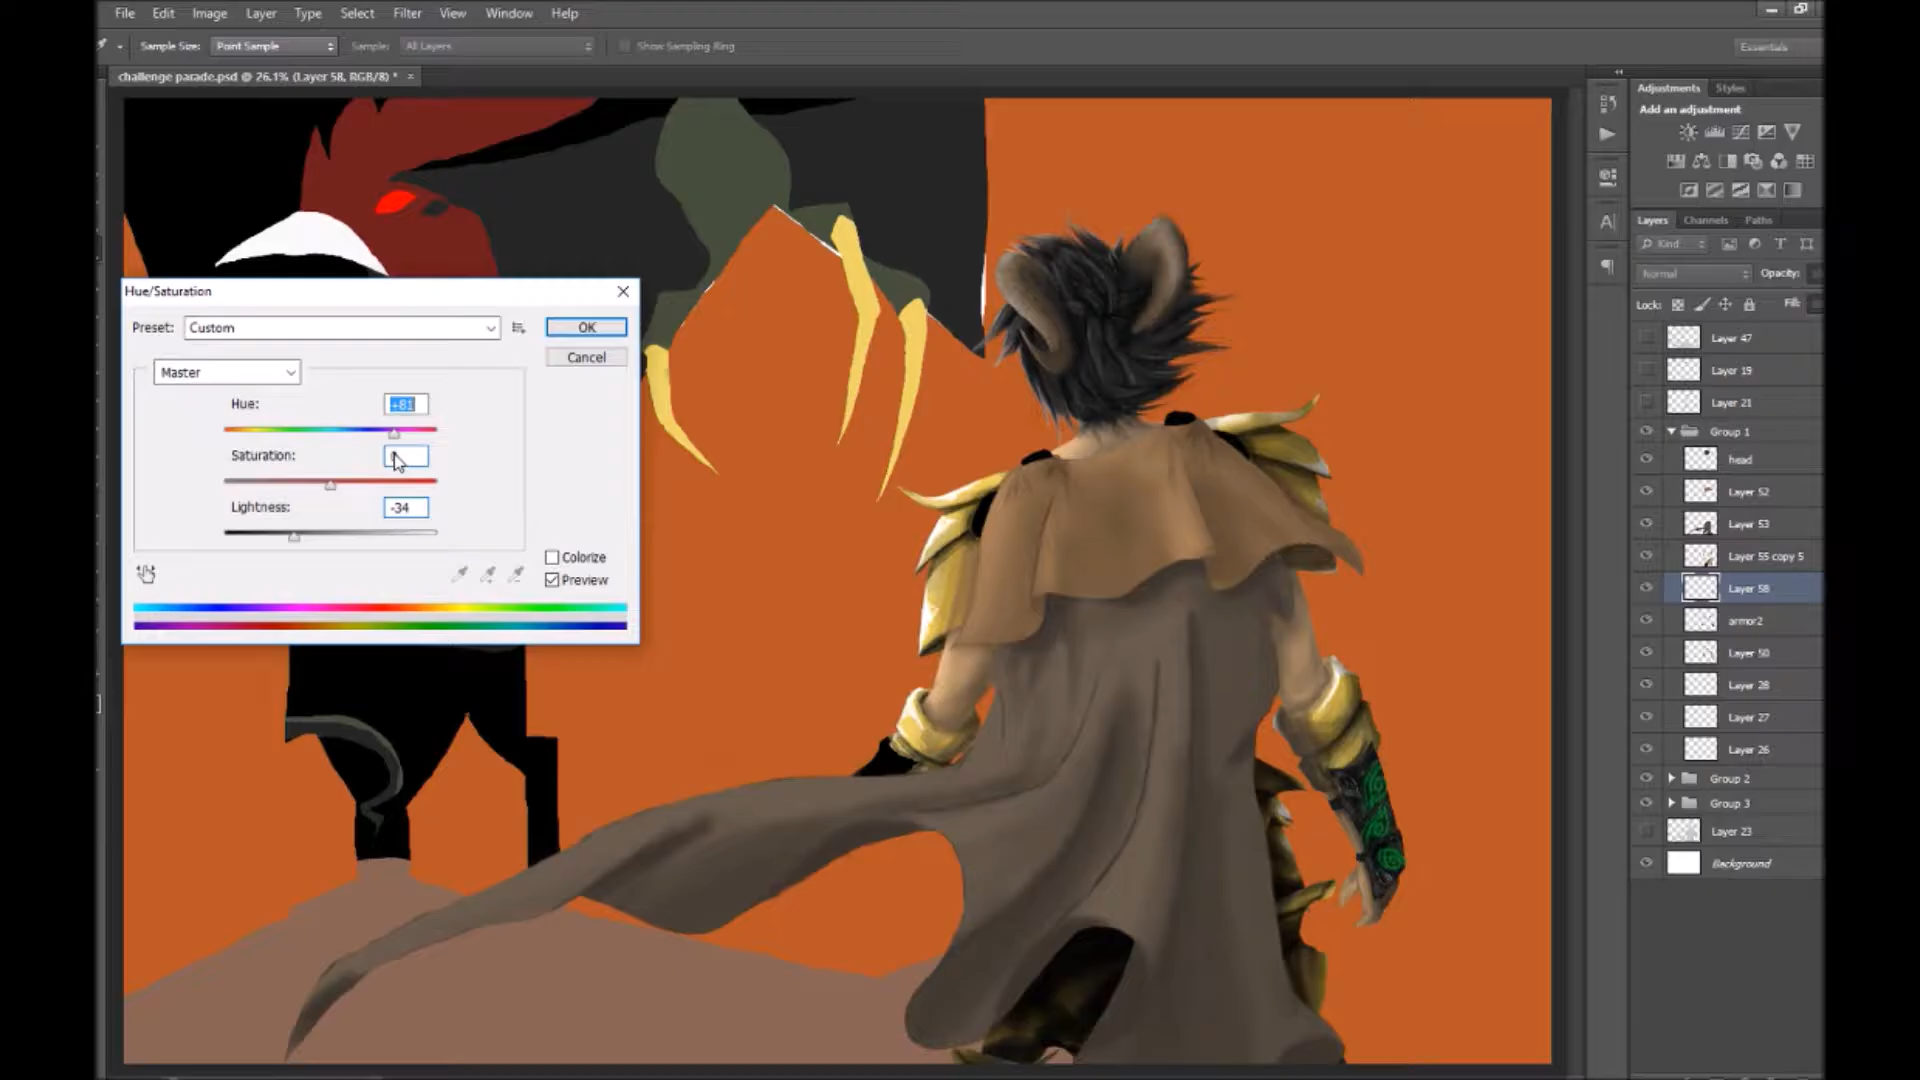 File Edit Image Layer Type Select Filter View Window Help
Sample Size: Point Sample Sample: All Layers Show Sampling Ring Essentials
challenge parade.psd @ 26.1% (Layer 58, RGB/8) * ×
Adjustments Styles
Add an adjustment
Layers Channels Paths
Kind
Normal Opacity:
Lock: Fill:
Layer 47
Layer 19
Layer 21
Group 1
head
Layer 52
Layer 53
Layer 55 copy 5
Layer 58
armor2
Layer 50
Layer 28
Layer 27
Layer 26
Group 2
Group 3
Layer 23
Background
Hue/Saturation
Preset: Custom OK
Cancel
Master
Hue: +81
Saturation:
Lightness: -34
Colorize
Preview